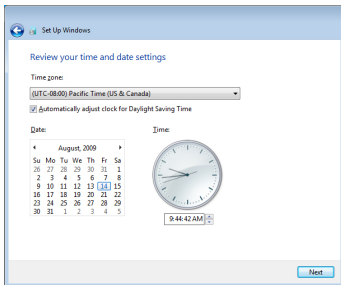 Set Up Windows
Review your time and date settings
Time zone:
(UTC-08:00) Pacific Time (US & Canada)
Automatically adjust clock for Daylight Saving Time
Date:
Time:
August, 2009
Su Mo Tu We Th Fr Sa
26 27 28 29 30 31 1
2 3 4 5 6 7 8
9 10 11 12 13 14 15
16 17 18 19 20 21 22
23 24 25 26 27 28 29
30 31 1 2 3 4 5
9:44:42 AM
Next